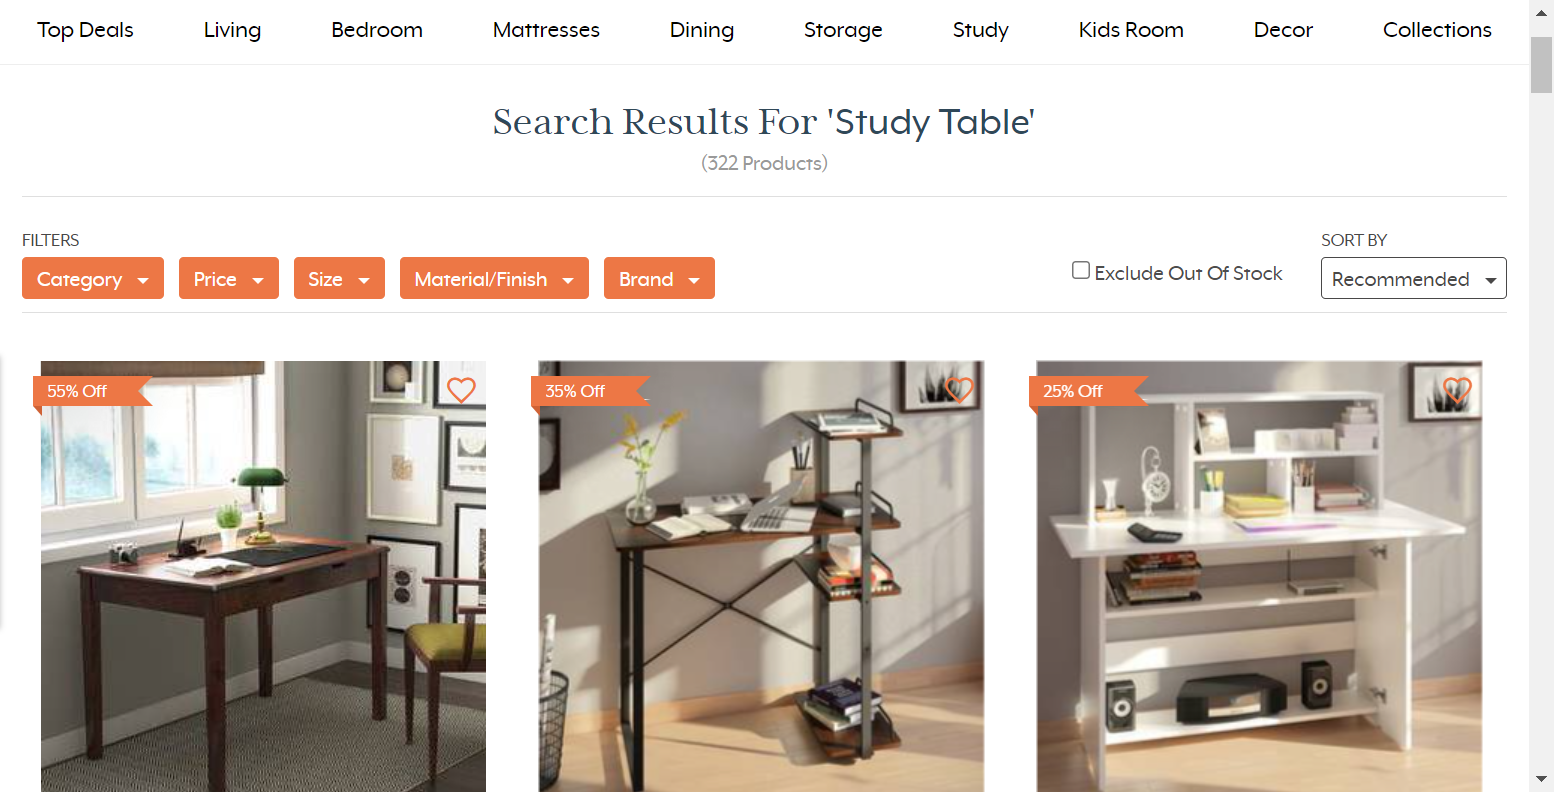 Top Deals Living Bedroom Mattresses Dining Storage Study Kids Room Decor Collections
Search Results For 'Study Table'
(322 Products)
FILTERS
SORT BY
Category Price Size Material/Finish Brand
Exclude Out Of Stock
Recommended
55% Off
35% Off
25% Off